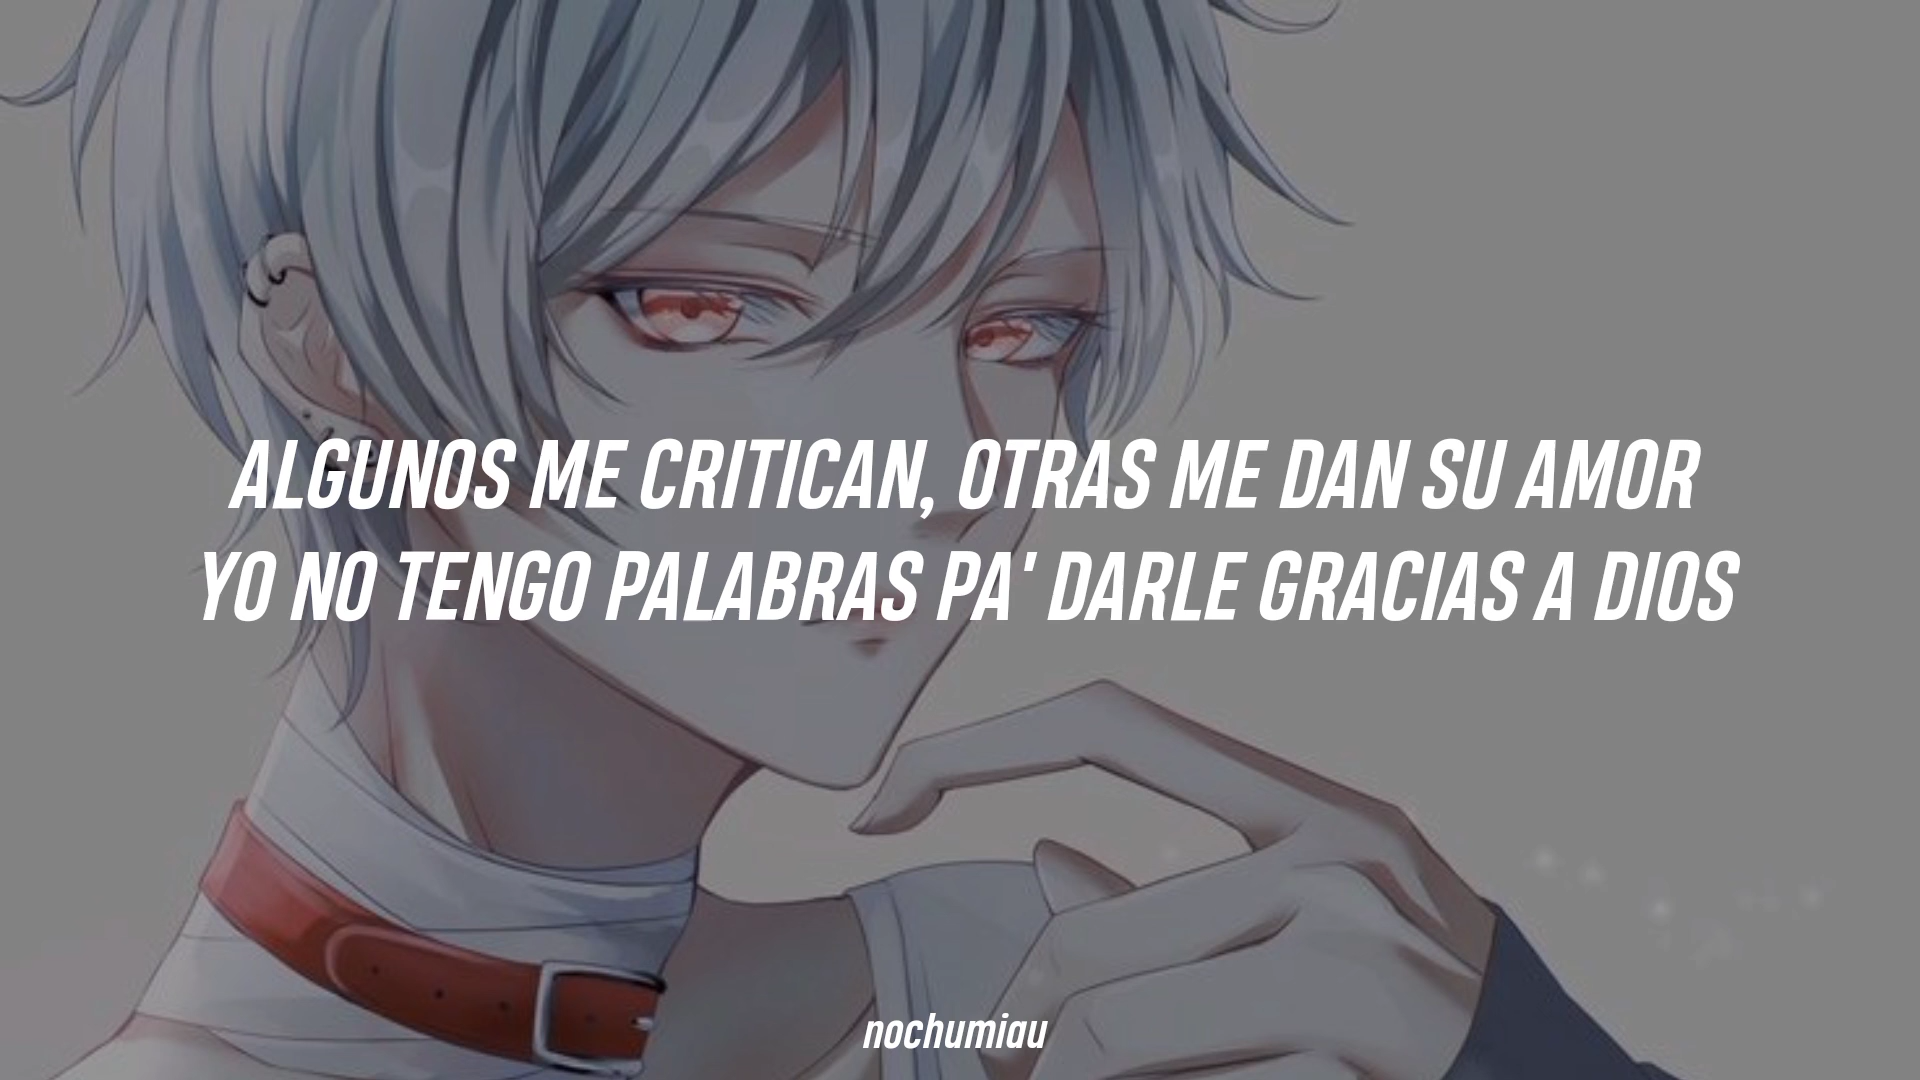 ALGUNOS ME CRITICAN, OTRAS ME DAN SU AMOR
YO NO TENGO PALABRAS PA' DARLE GRACIAS A DIOS
nochumiau